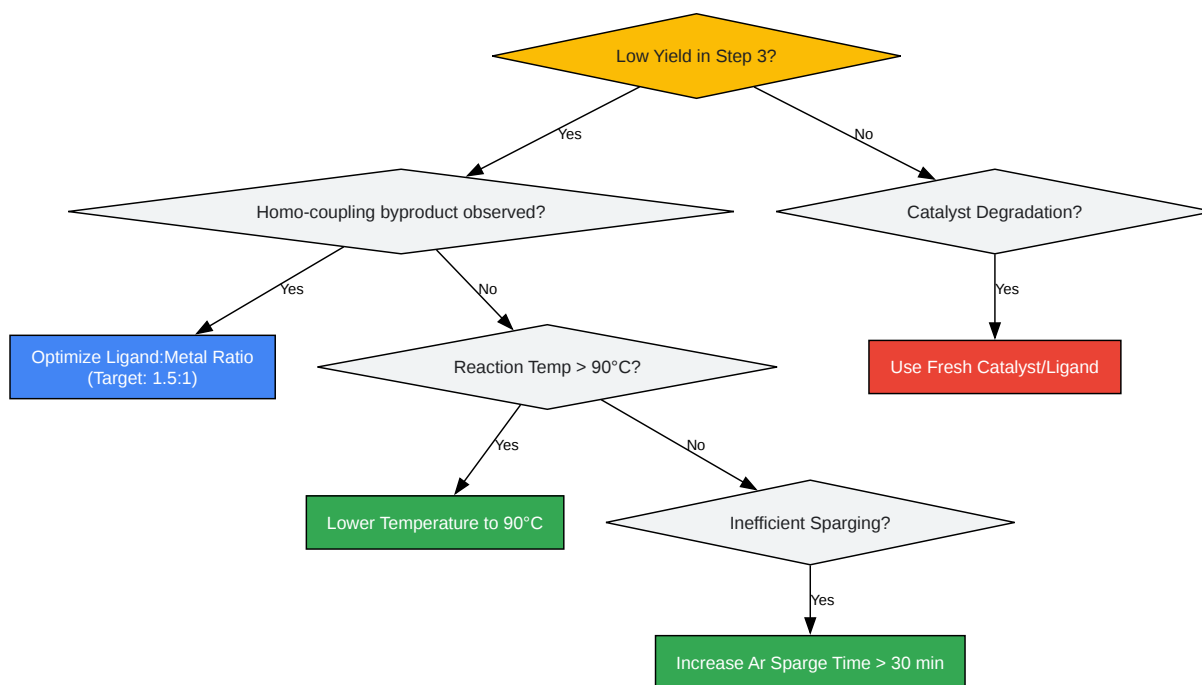 Low Yield in Step 3?
Yes
No
Homo-coupling byproduct observed?
Catalyst Degradation?
Yes
No
Yes
Optimize Ligand:Metal Ratio
(Target: 1.5:1)
Reaction Temp > 90°C?
Use Fresh Catalyst/Ligand
Yes
No
Lower Temperature to 90°C
Inefficient Sparging?
Yes
Increase Ar Sparge Time > 30 min